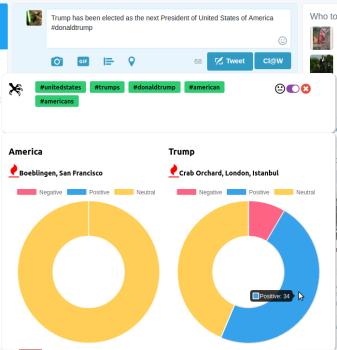 Trump has been elected as the next President of United States of America
#donaldtrump
Who to
GIF
68
Tweet
Cl@W
#unitedstates #trumps #donaldtrump #american
#americans
America
Trump
Boeblingen, San Francisco
Crab Orchard, London, Istanbul
Negative Positive Neutral
Negative Positive Neutral
Positive: 34